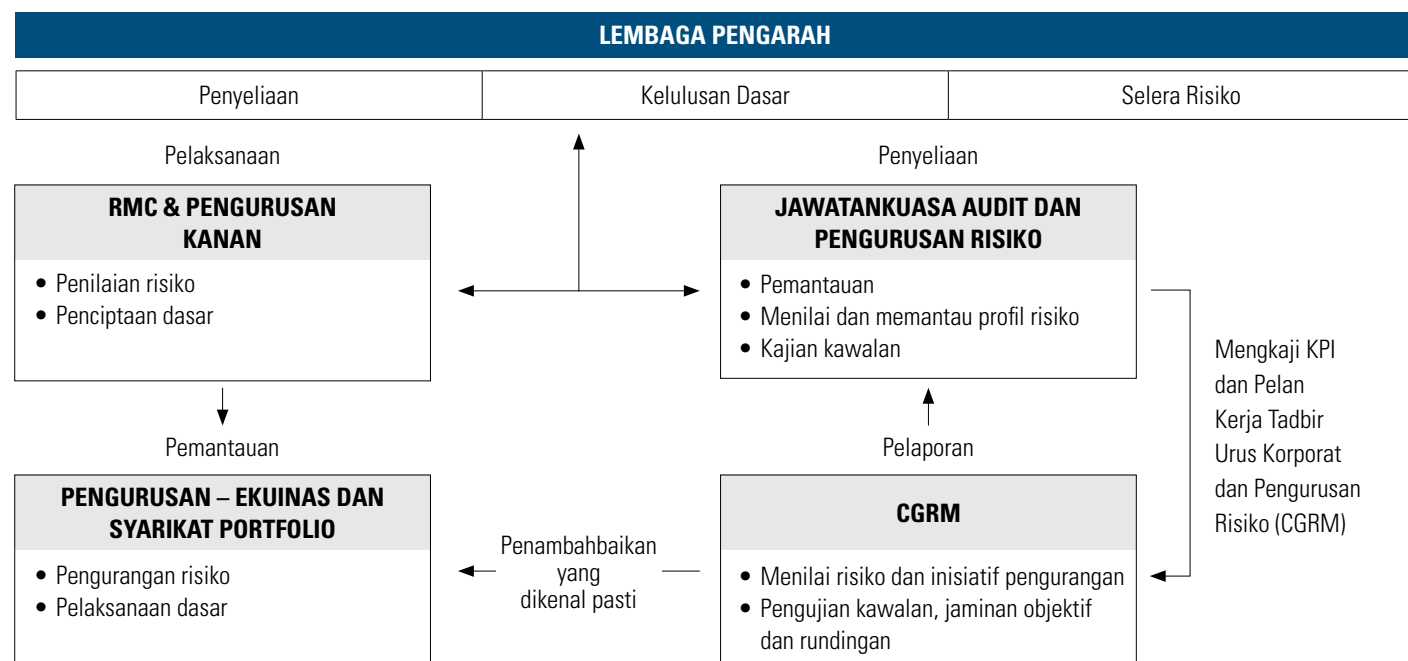 LEMBAGA PENGARAH
Penyeliaan
Kelulusan Dasar
Selera Risiko
Pelaksanaan
RMC & PENGURUSAN
KANAN
• Penilaian risiko
• Penciptaan dasar
Penyeliaan
JAWATANKUASA AUDIT DAN
PENGURUSAN RISIKO
• Pemantauan
• Menilai dan memantau profil risiko
• Kajian kawalan
Mengkaji KPI
dan Pelan
Kerja Tadbir
Urus Korporat
dan Pengurusan
Risiko (CGRM)
Pemantauan
PENGURUSAN – EKUINAS DAN
SYARIKAT PORTFOLIO
• Pengurangan risiko
• Pelaksanaan dasar
Penambahbaikan
yang
dikenal pasti
Pelaporan
CGRM
• Menilai risiko dan inisiatif pengurangan
• Pengujian kawalan, jaminan objektif
dan rundingan